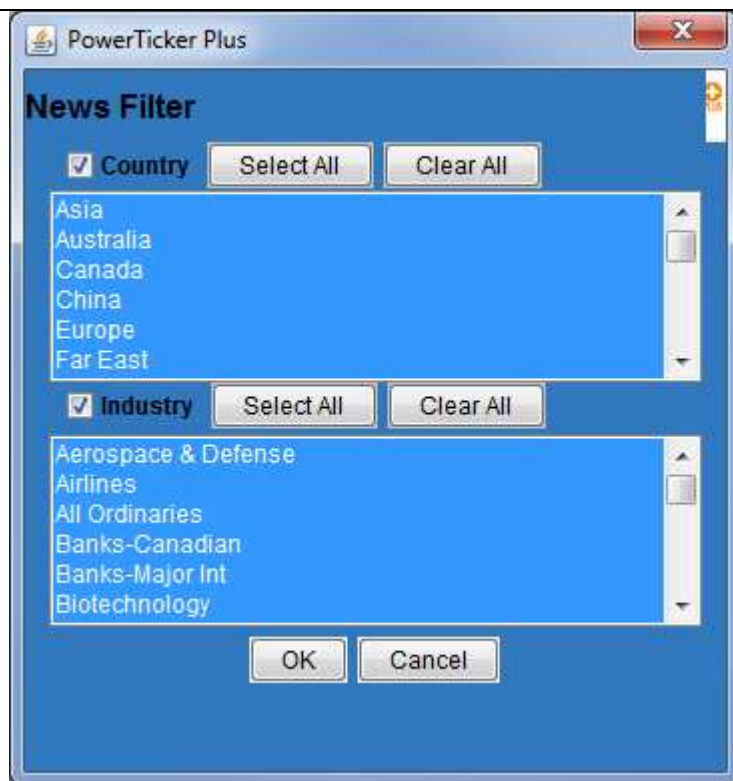 PowerTicker Plus
News Filter
Country Select All Clear All
Asia
Australia
Canada
China
Europe
Far East
Industry Select All Clear All
Aerospace & Defense
Airlines
All Ordinaries
Banks-Canadian
Banks-Major Int
Biotechnology
OK Cancel